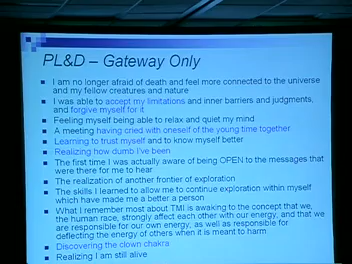 PL&D – Gateway Only
I am no longer afraid of death and feel more connected to the universe
and my fellow creatures and nature
I was able to accept my limitations and inner barriers and judgments,
and forgive myself for it
Feeling myself being able to relax and quiet my mind
A meeting having cried with oneself of the young time together
Learning to trust myself and to know myself better
Realizing how dumb I've been
The first time I was actually aware of being OPEN to the messages that
were there for me to hear
The realization of another frontier of exploration
The skills I learned to allow me to continue exploration within myself
which have made me a better a person
What I remember most about TMI is awaking to the concept that we,
the human race, strongly affect each other with our energy, and that we
are responsible for our own energy, as well as responsible for
deflecting the energy of others when it is meant to harm
Discovering the clown chakra
Realizing I am still alive